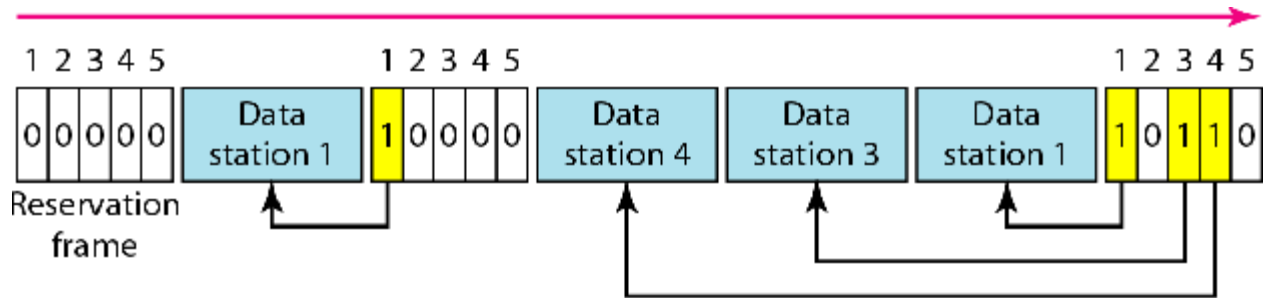 1 2 3 4 5 1 2 3 4 5 1 2 3 4 5
0 0 0 0 0 Data station 1 1 0 0 0 0 Data station 4 Data station 3 Data station 1 1 0 1 1 0
Reservation
frame